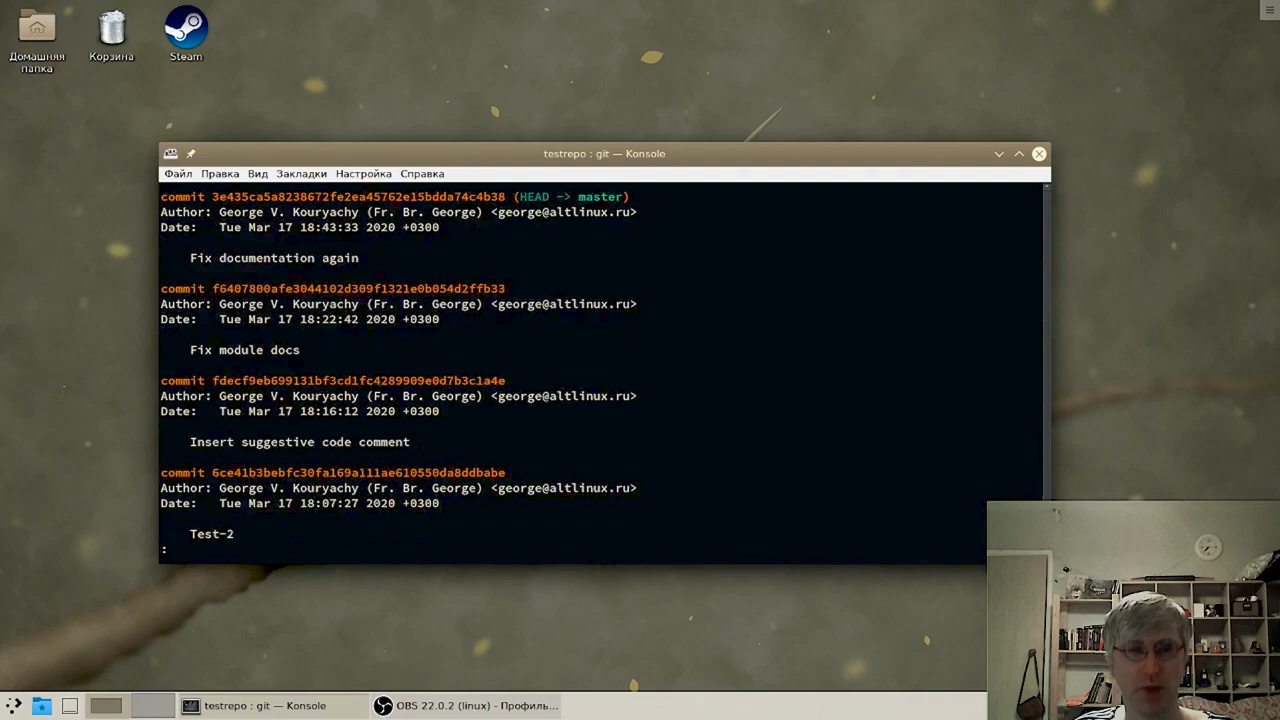 Домашняя
папка
Корзина
Steam
testrepo : git — Konsole
Файл Правка Вид Закладки Настройка Справка
commit 3e435ca5a8238672fe2ea45762e15bdda74c4b38 (HEAD -> master)
Author: George V. Kouryachy (Fr. Br. George) <george@altlinux.ru>
Date:   Tue Mar 17 18:43:33 2020 +0300
Fix documentation again
commit f6407800afe3044102d309f1321e0b054d2ffb33
Author: George V. Kouryachy (Fr. Br. George) <george@altlinux.ru>
Date:   Tue Mar 17 18:22:42 2020 +0300
Fix module docs
commit fdecf9eb699131bf3cd1fc4289909e0d7b3c1a4e
Author: George V. Kouryachy (Fr. Br. George) <george@altlinux.ru>
Date:   Tue Mar 17 18:16:12 2020 +0300
Insert suggestive code comment
commit 6ce41b3bebfc30fa169a111ae610550da8ddbabe
Author: George V. Kouryachy (Fr. Br. George) <george@altlinux.ru>
Date:   Tue Mar 17 18:07:27 2020 +0300
Test-2
:
testrepo : git — Konsole
OBS 22.0.2 (linux) - Профиль...